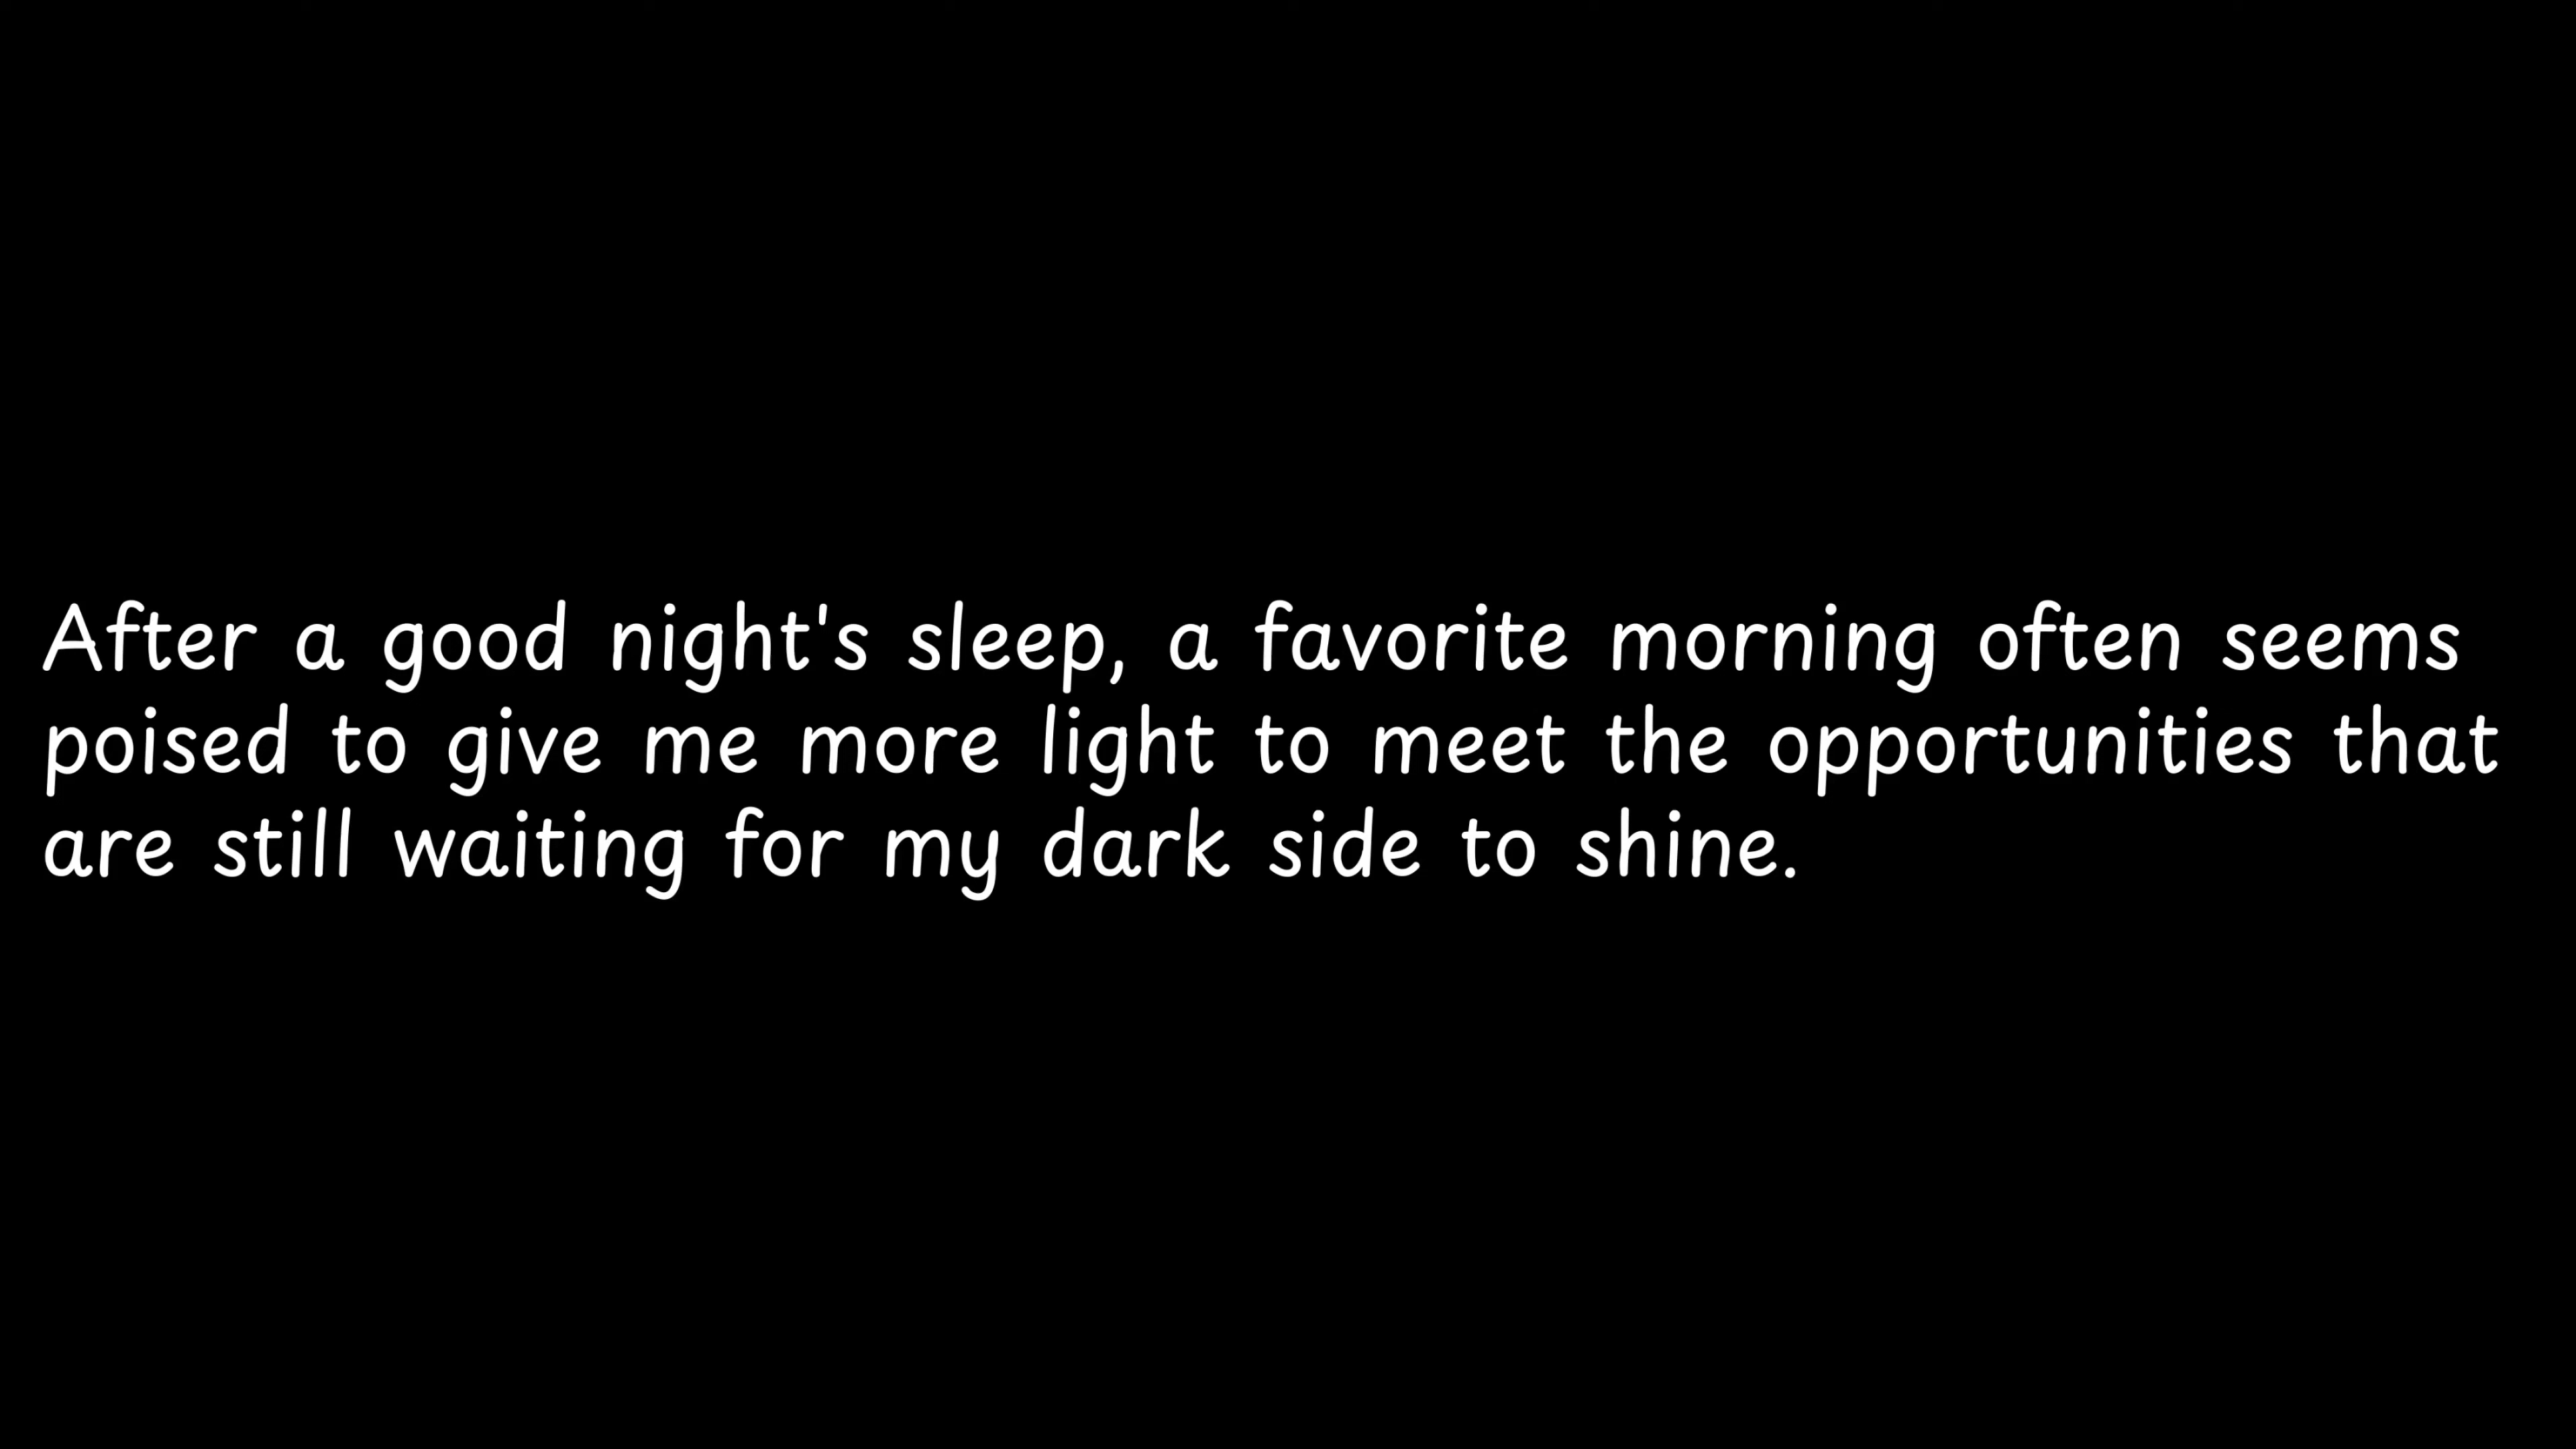 After a good night's sleep, a favorite morning often seems
poised to give me more light to meet the opportunities that
are still waiting for my dark side to shine.